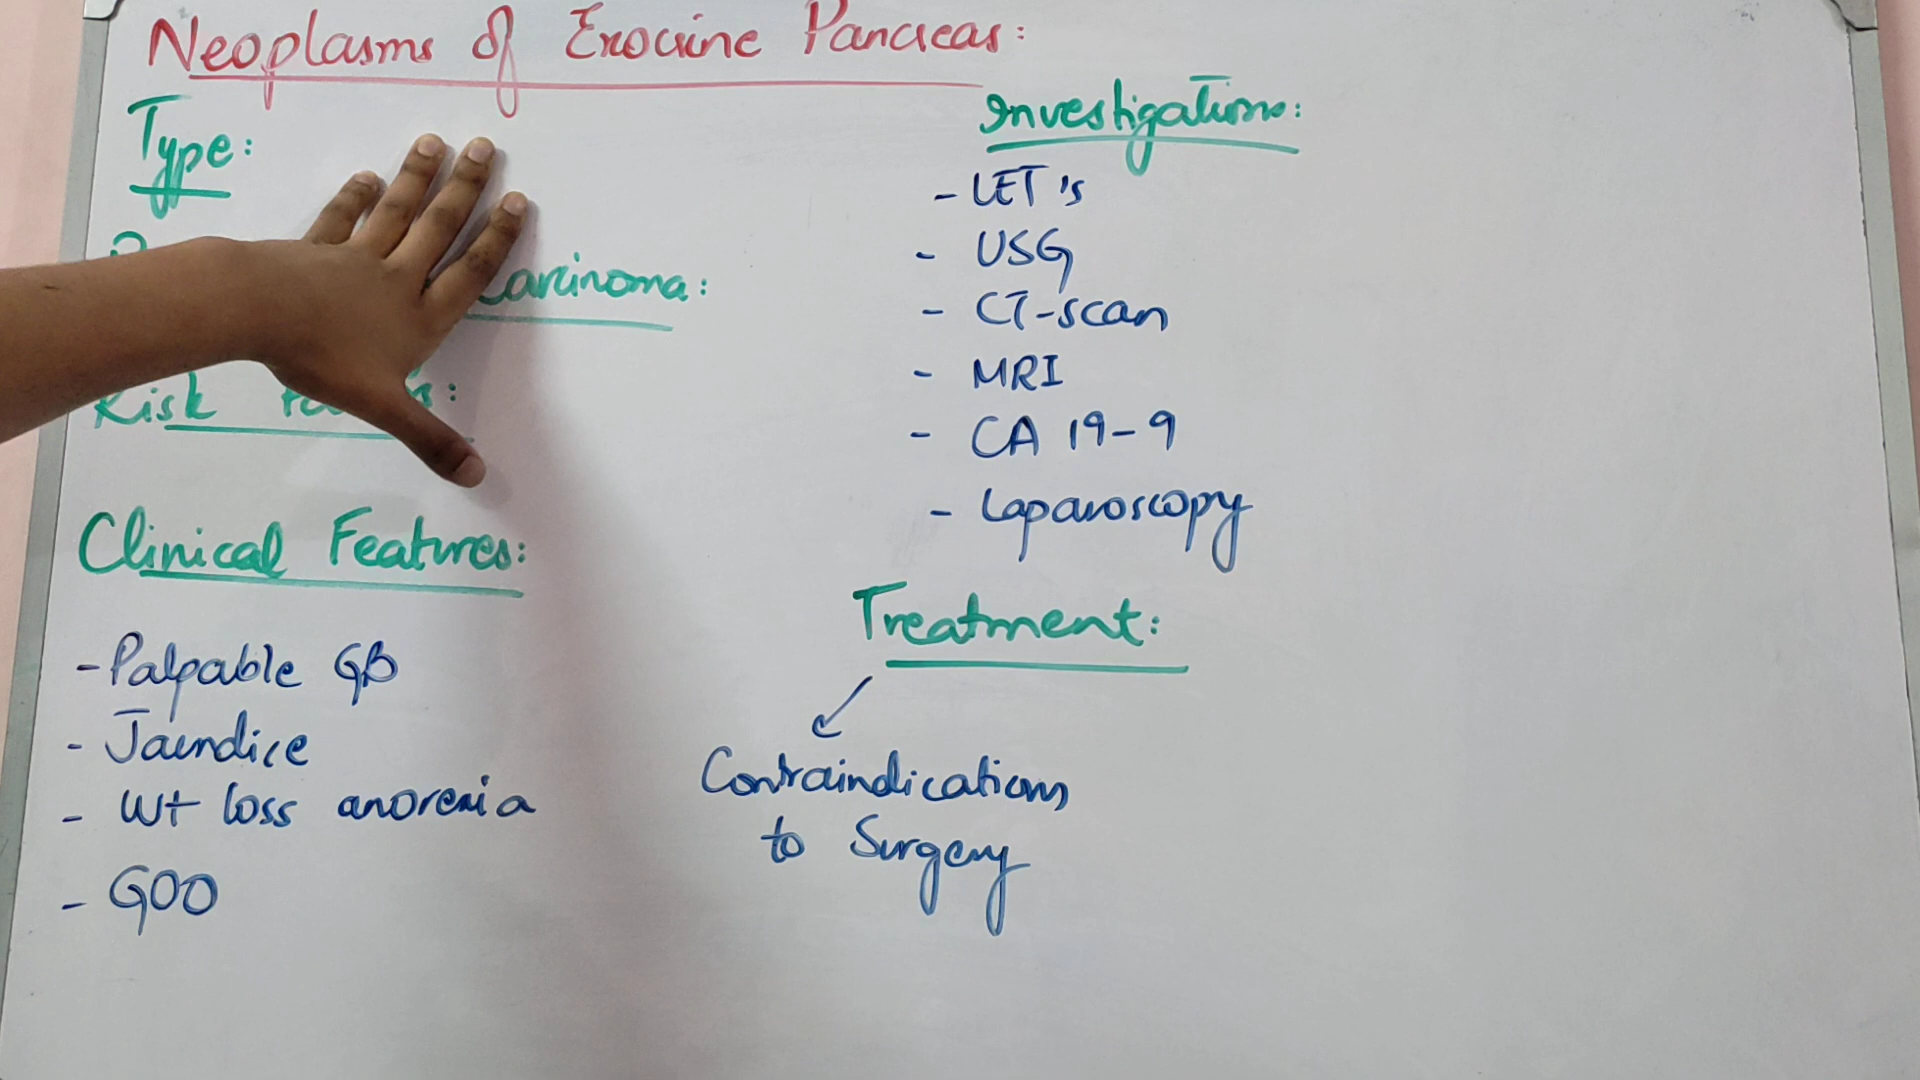 Neoplasms of Exocrine Pancreas:
Type:
carcinoma:
Risk
Clinical Features:
- Palpable GB
- Jaundice
- Wt loss anorexia
- GOO
Investigations:
- LFT's
- USG
- CT-scan
- MRI
- CA 19-9
- Laparoscopy
Treatment:
Contraindications
to Surgery